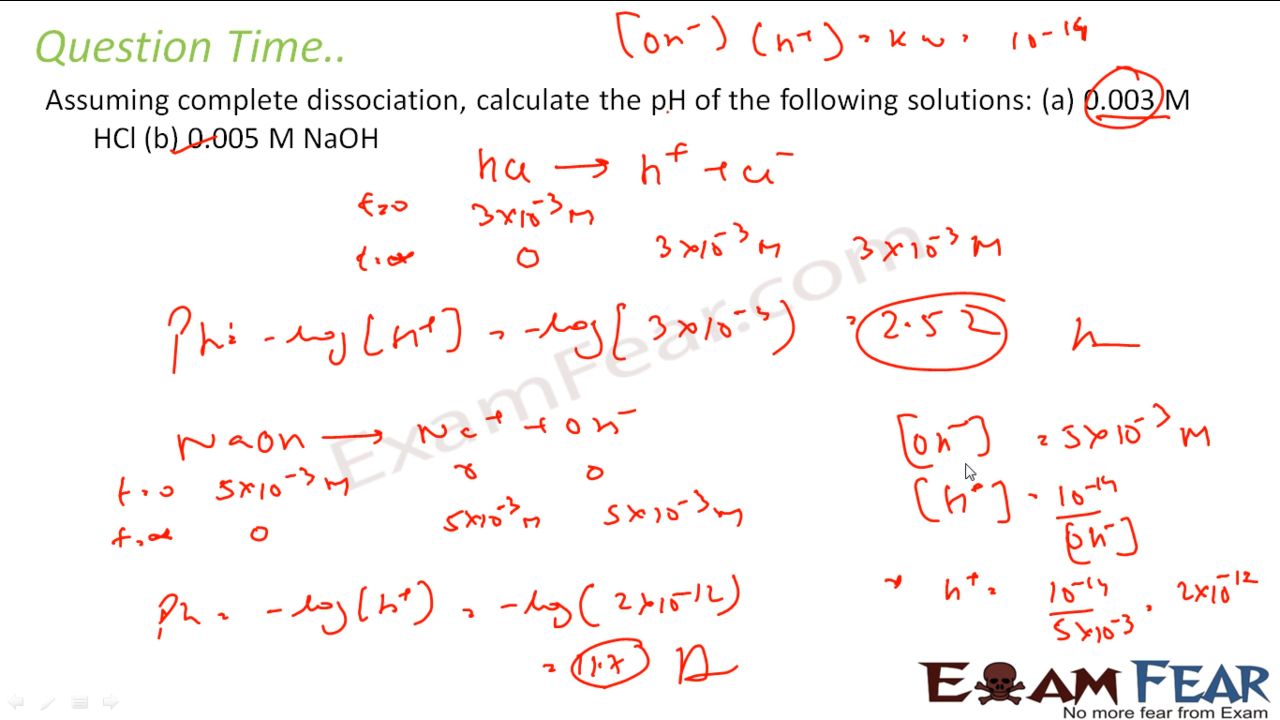 Question Time..
[OH⁻] (H⁺) = Kw = 10⁻¹⁴
Assuming complete dissociation, calculate the pH of the following solutions: (a) 0.003 M
HCl (b) 0.005 M NaOH
HCl → H⁺ + Cl⁻
t=0 3×10⁻³ M
t=∞ 0 3×10⁻³ M 3×10⁻³ M
PH = -log[H⁺] = -log[3×10⁻³) = 2.52
NaOH → Na⁺ + OH⁻
[OH⁻] = 5×10⁻³ M
t=0 5×10⁻³ M 0 0
[H⁺] = 10⁻¹⁴ / [OH⁻]
t=∞ 0 5×10⁻³ M 5×10⁻³ M
H⁺ = 10⁻¹⁴ / 5×10⁻³ = 2×10⁻¹²
PH = -log(H⁺) = -log(2×10⁻¹²)
= 11.7
ExamFear.com
EXAM FEAR
No more fear from Exam